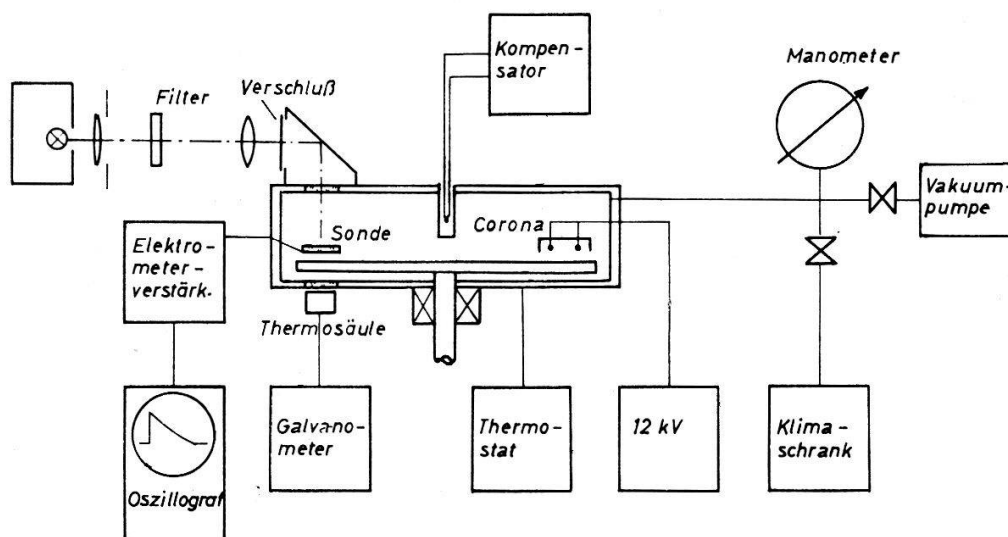 Kompen-
sator
Manometer
Verschluß
Filter
Vakuum-
pumpe
Sonde
Corona
Elektro-
meter-
verstärk.
Thermosäule
Galvano-
meter
Thermo-
stat
12 kV
Klima-
schrank
Oszillograf